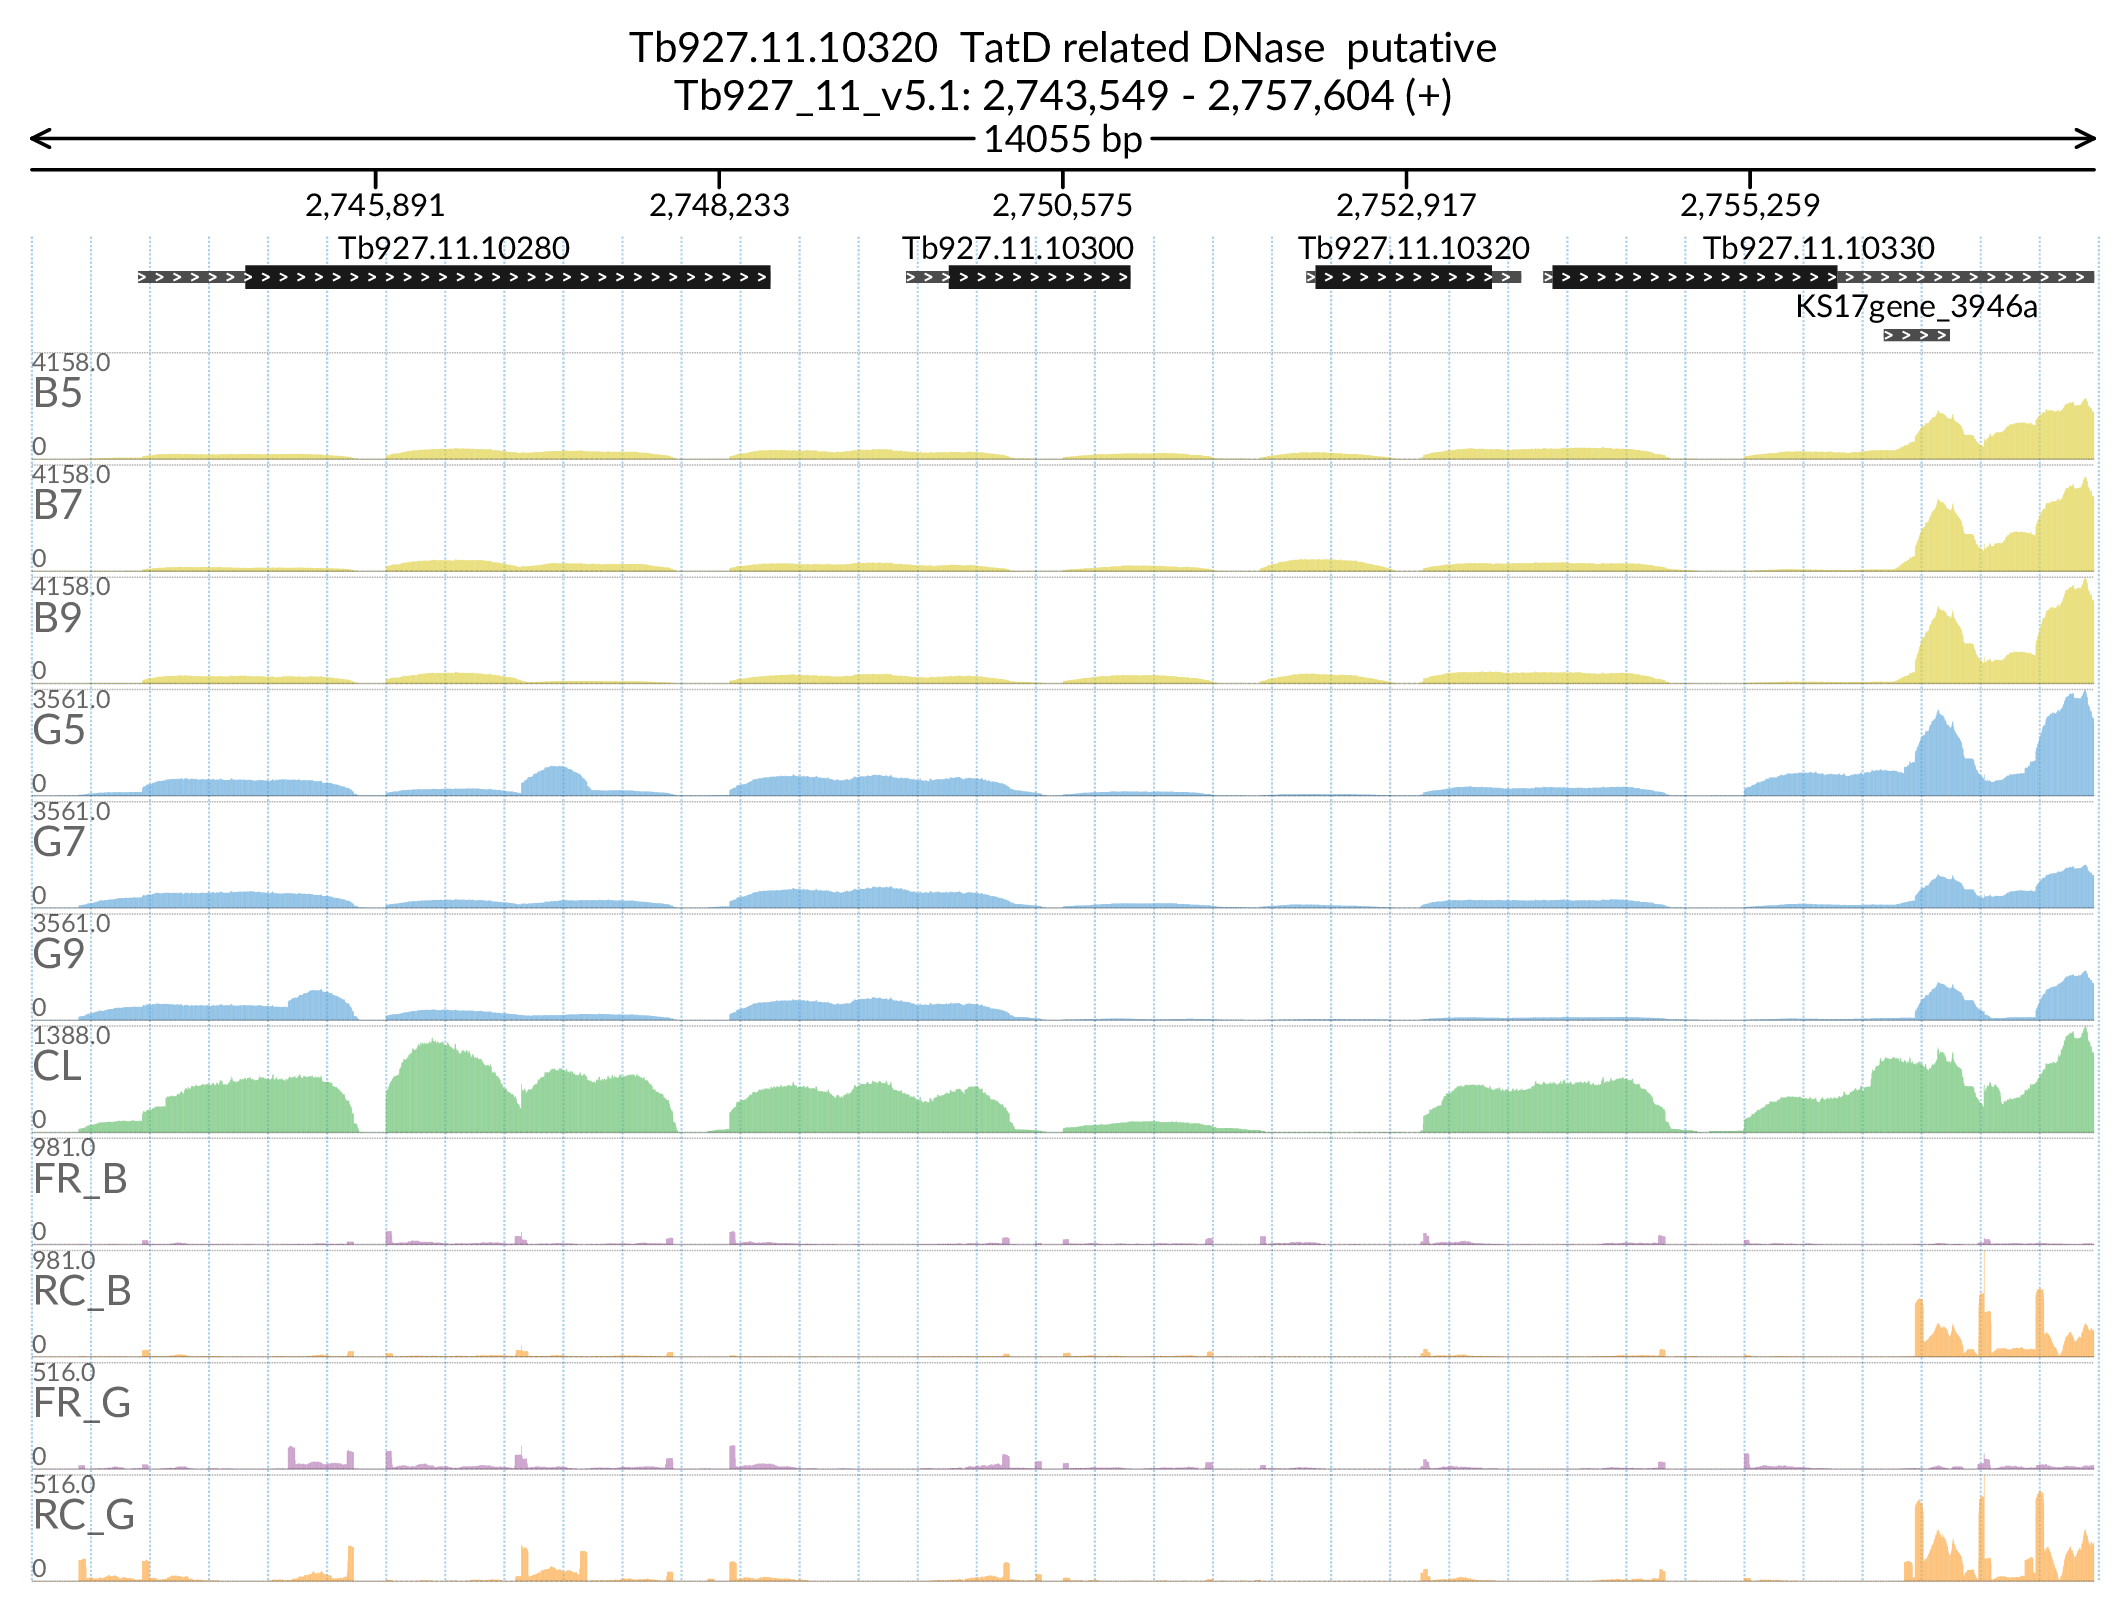 Tb927.11.10320  TatD related DNase  putative
Tb927_11_v5.1: 2,743,549 - 2,757,604 (+)
14055 bp
2,745,891 2,748,233 2,750,575 2,752,917 2,755,259
Tb927.11.10280 Tb927.11.10300 Tb927.11.10320 Tb927.11.10330
KS17gene_3946a
4158.0
B5
0
4158.0
B7
0
4158.0
B9
0
3561.0
G5
0
3561.0
G7
0
3561.0
G9
0
1388.0
CL
0
981.0
FR_B
0
981.0
RC_B
0
516.0
FR_G
0
516.0
RC_G
0